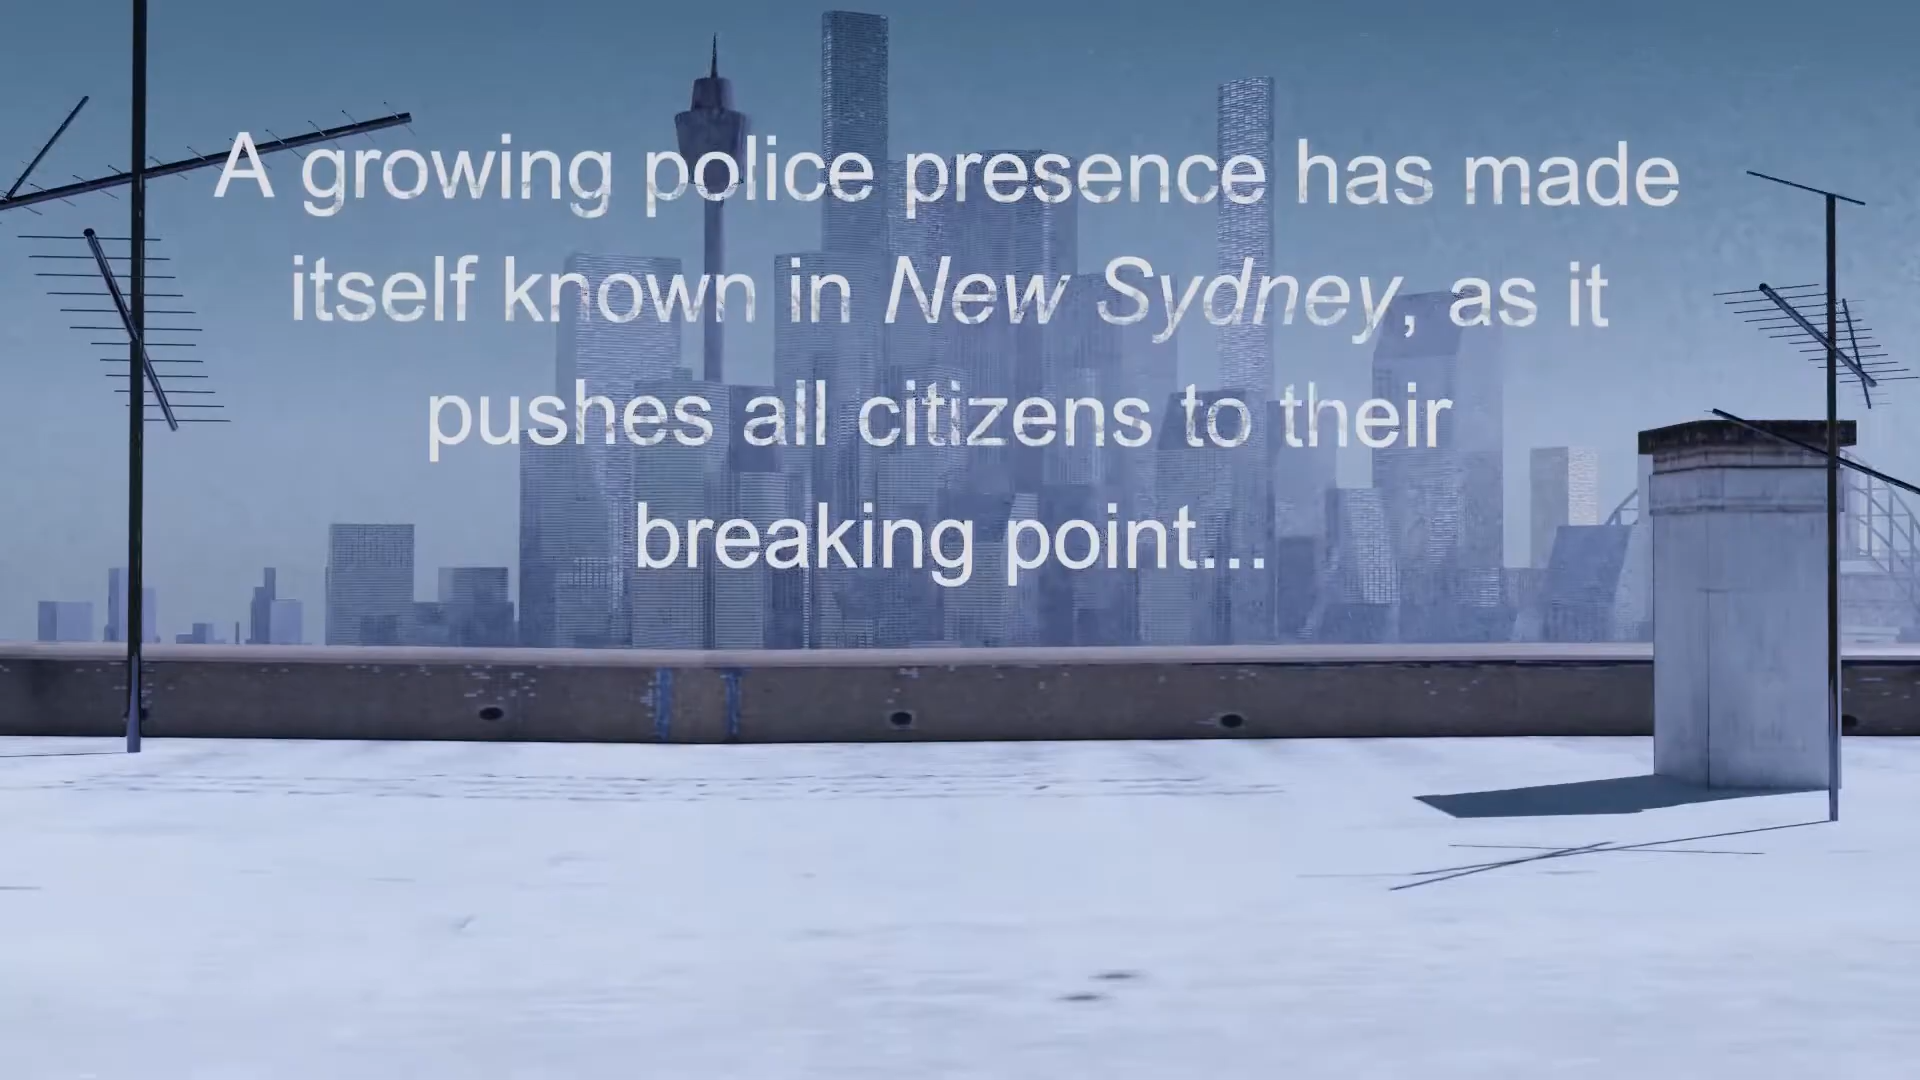 A growing police presence has made
itself known in New Sydney, as it
pushes all citizens to their
breaking point...